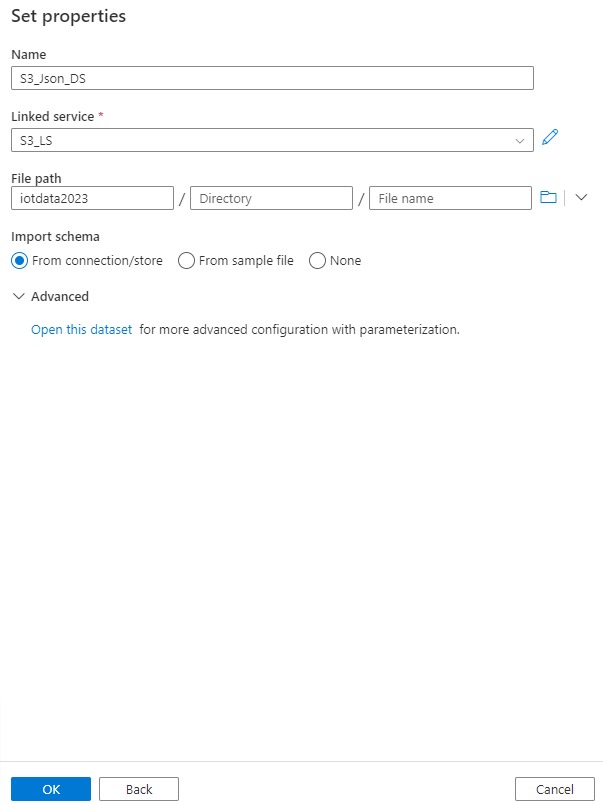 Set properties
Name
S3_Json_DS
Linked service *
S3_LS
File path
iotdata2023 / Directory / File name
Import schema
From connection/store From sample file None
Advanced
Open this dataset for more advanced configuration with parameterization.
OK Back Cancel